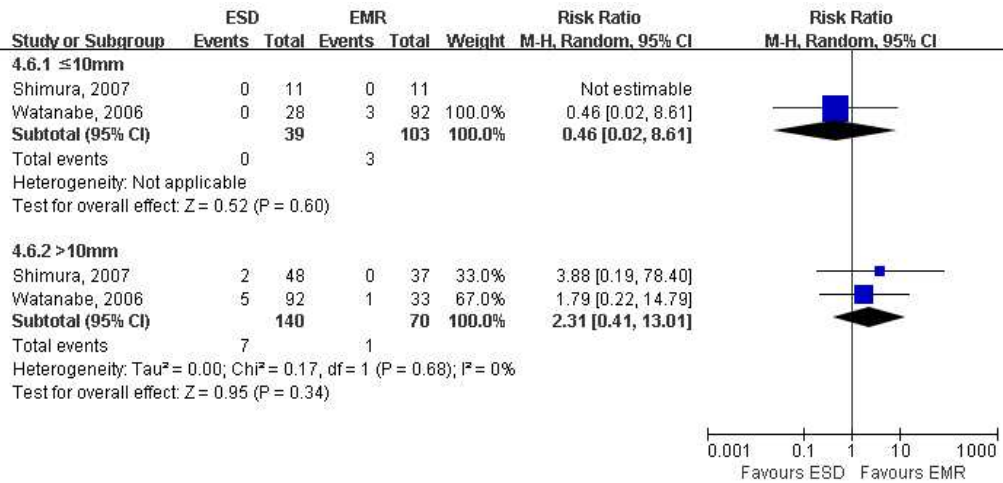 ESD EMR Risk Ratio Risk Ratio
Study or Subgroup Events Total Events Total Weight M-H, Random, 95% CI M-H, Random, 95% CI
4.6.1 ≤10mm
Shimura, 2007 0 11 0 11 Not estimable
Watanabe, 2006 0 28 3 92 100.0% 0.46 [0.02, 8.61]
Subtotal (95% CI) 39 103 100.0% 0.46 [0.02, 8.61]
Total events 0 3
Heterogeneity: Not applicable
Test for overall effect: Z = 0.52 (P = 0.60)
4.6.2 >10mm
Shimura, 2007 2 48 0 37 33.0% 3.88 [0.19, 78.40]
Watanabe, 2006 5 92 1 33 67.0% 1.79 [0.22, 14.79]
Subtotal (95% CI) 140 70 100.0% 2.31 [0.41, 13.01]
Total events 7 1
Heterogeneity: Tau² = 0.00; Chi² = 0.17, df = 1 (P = 0.68); I² = 0%
Test for overall effect: Z = 0.95 (P = 0.34)
0.001 0.1 1 10 1000
Favours ESD Favours EMR